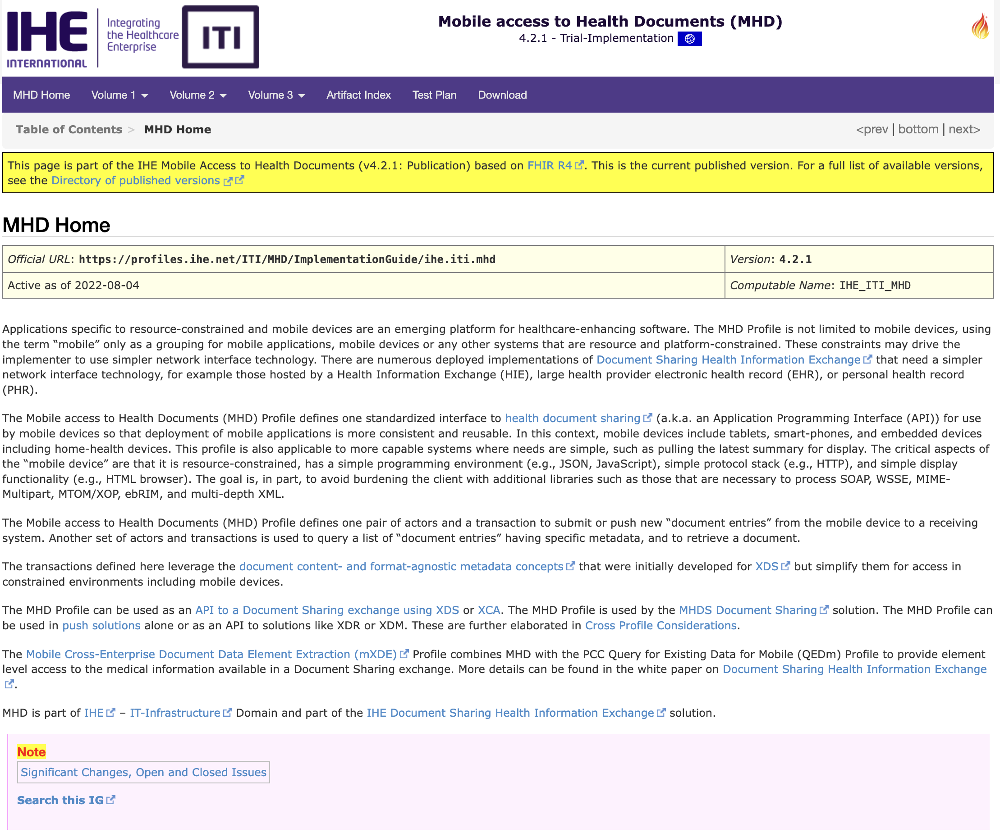 IHE
INTERNATIONAL
Integrating
the Healthcare
Enterprise
ITI
Mobile access to Health Documents (MHD)
4.2.1 - Trial-Implementation
MHD Home Volume 1 Volume 2 Volume 3 Artifact Index Test Plan Download
Table of Contents > MHD Home
<prev | bottom | next>
This page is part of the IHE Mobile Access to Health Documents (v4.2.1: Publication) based on FHIR R4. This is the current published version. For a full list of available versions,
see the Directory of published versions
MHD Home
Official URL: https://profiles.ihe.net/ITI/MHD/ImplementationGuide/ihe.iti.mhd Version: 4.2.1
Active as of 2022-08-04 Computable Name: IHE_ITI_MHD
Applications specific to resource-constrained and mobile devices are an emerging platform for healthcare-enhancing software. The MHD Profile is not limited to mobile devices, using
the term “mobile” only as a grouping for mobile applications, mobile devices or any other systems that are resource and platform-constrained. These constraints may drive the
implementer to use simpler network interface technology. There are numerous deployed implementations of Document Sharing Health Information Exchange that need a simpler
network interface technology, for example those hosted by a Health Information Exchange (HIE), large health provider electronic health record (EHR), or personal health record
(PHR).
The Mobile access to Health Documents (MHD) Profile defines one standardized interface to health document sharing (a.k.a. an Application Programming Interface (API)) for use
by mobile devices so that deployment of mobile applications is more consistent and reusable. In this context, mobile devices include tablets, smart-phones, and embedded devices
including home-health devices. This profile is also applicable to more capable systems where needs are simple, such as pulling the latest summary for display. The critical aspects of
the “mobile device” are that it is resource-constrained, has a simple programming environment (e.g., JSON, JavaScript), simple protocol stack (e.g., HTTP), and simple display
functionality (e.g., HTML browser). The goal is, in part, to avoid burdening the client with additional libraries such as those that are necessary to process SOAP, WSSE, MIME-
Multipart, MTOM/XOP, ebRIM, and multi-depth XML.
The Mobile access to Health Documents (MHD) Profile defines one pair of actors and a transaction to submit or push new “document entries” from the mobile device to a receiving
system. Another set of actors and transactions is used to query a list of “document entries” having specific metadata, and to retrieve a document.
The transactions defined here leverage the document content- and format-agnostic metadata concepts that were initially developed for XDS but simplify them for access in
constrained environments including mobile devices.
The MHD Profile can be used as an API to a Document Sharing exchange using XDS or XCA. The MHD Profile is used by the MHDS Document Sharing solution. The MHD Profile can
be used in push solutions alone or as an API to solutions like XDR or XDM. These are further elaborated in Cross Profile Considerations.
The Mobile Cross-Enterprise Document Data Element Extraction (mXDE) Profile combines MHD with the PCC Query for Existing Data for Mobile (QEDm) Profile to provide element
level access to the medical information available in a Document Sharing exchange. More details can be found in the white paper on Document Sharing Health Information Exchange
.
MHD is part of IHE – IT-Infrastructure Domain and part of the IHE Document Sharing Health Information Exchange solution.
Note
Significant Changes, Open and Closed Issues
Search this IG